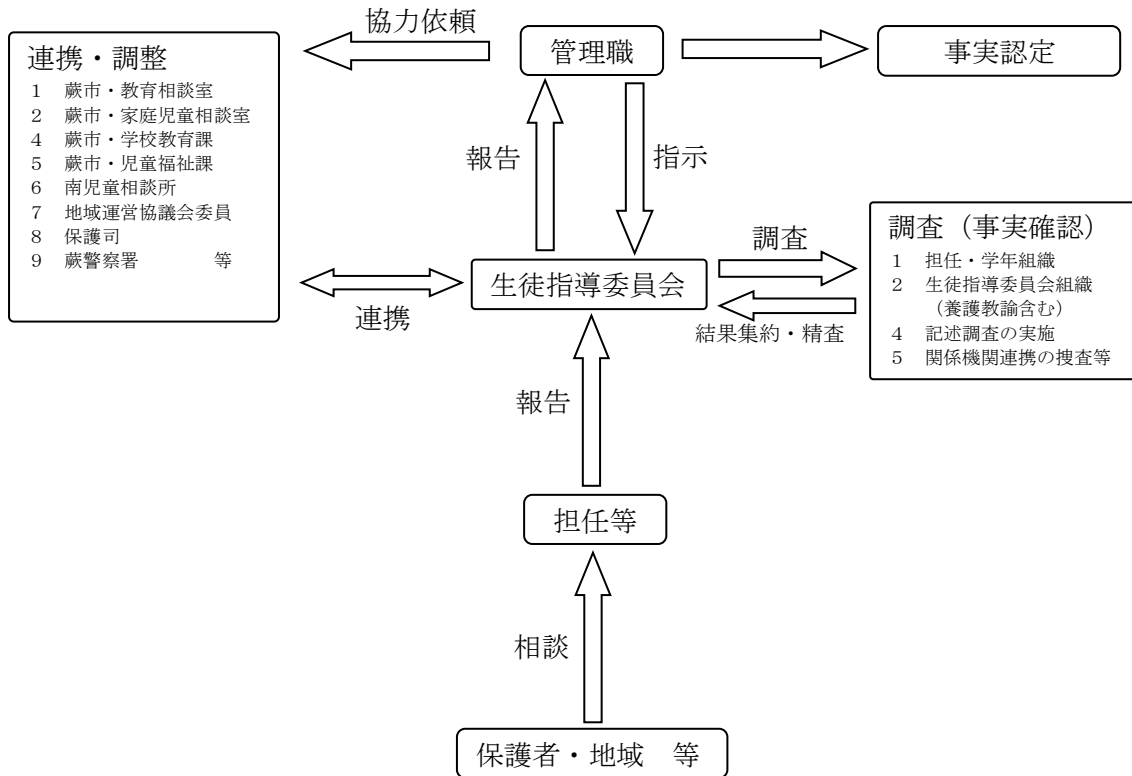 協力依頼
管理職
事実認定
連携・調整
１　蕨市・教育相談室
２　蕨市・家庭児童相談室
４　蕨市・学校教育課
５　蕨市・児童福祉課
６　南児童相談所
７　地域運営協議会委員
８　保護司
９　蕨警察署　　　等
報告
指示
調査（事実確認）
１　担任・学年組織
２　生徒指導委員会組織
（養護教諭含む）
４　記述調査の実施
５　関係機関連携の捜査等
調査
生徒指導委員会
連携
結果集約・精査
報告
担任等
相談
保護者・地域　等